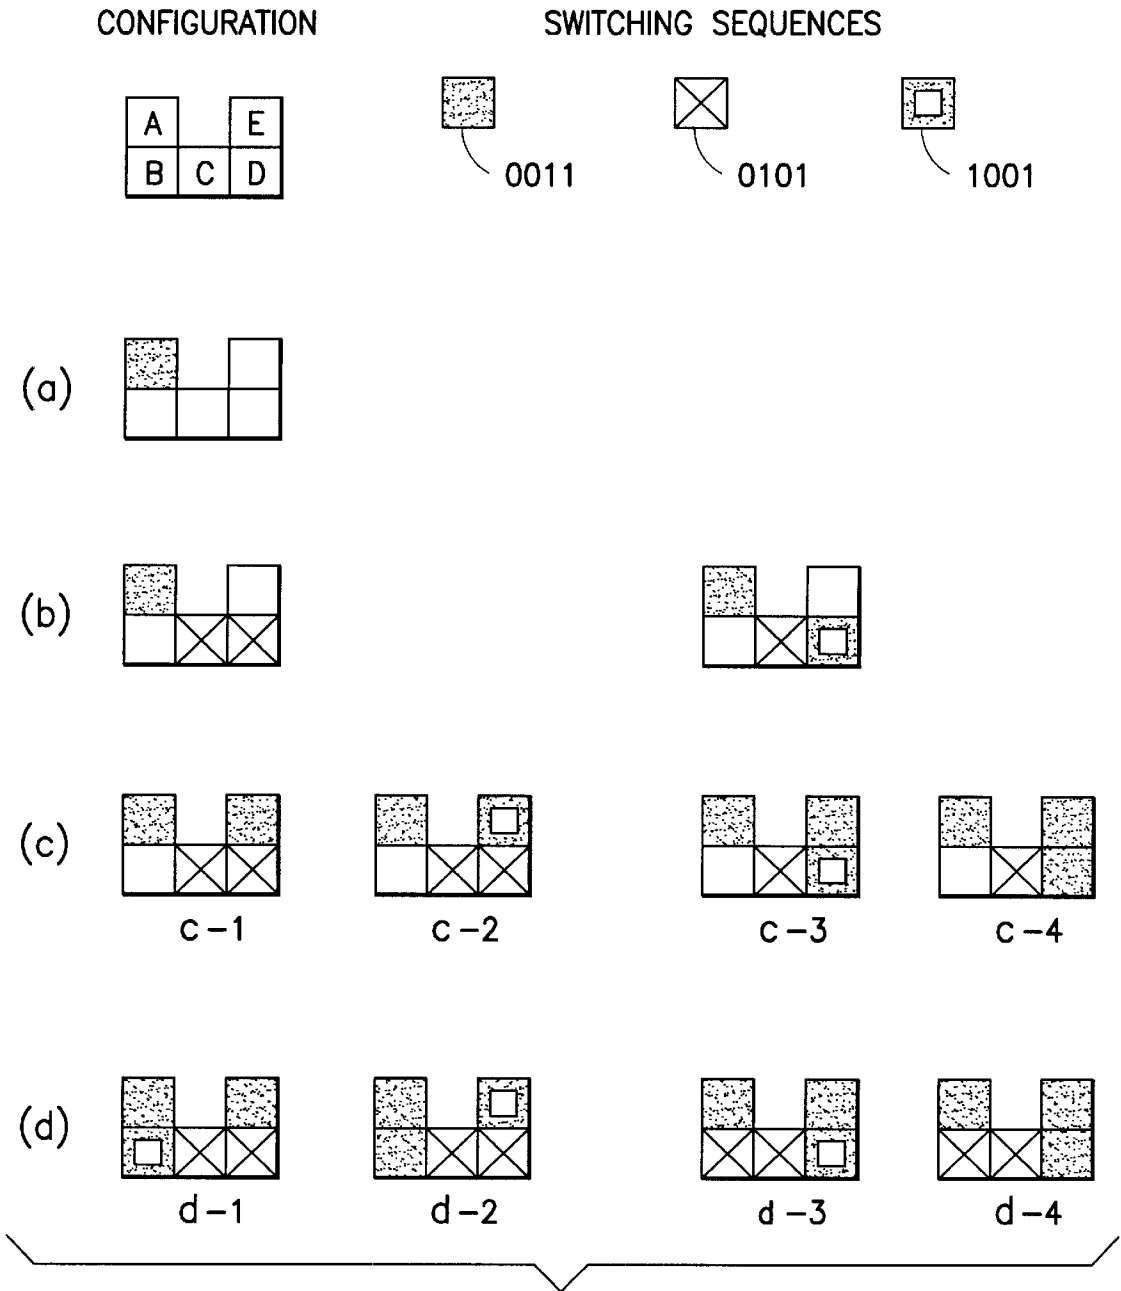 CONFIGURATION SWITCHING SEQUENCES
A E
B C D
0011 0101 1001
(a)
(b)
(c)
c-1 c-2 c-3 c-4
(d)
d-1 d-2 d-3 d-4